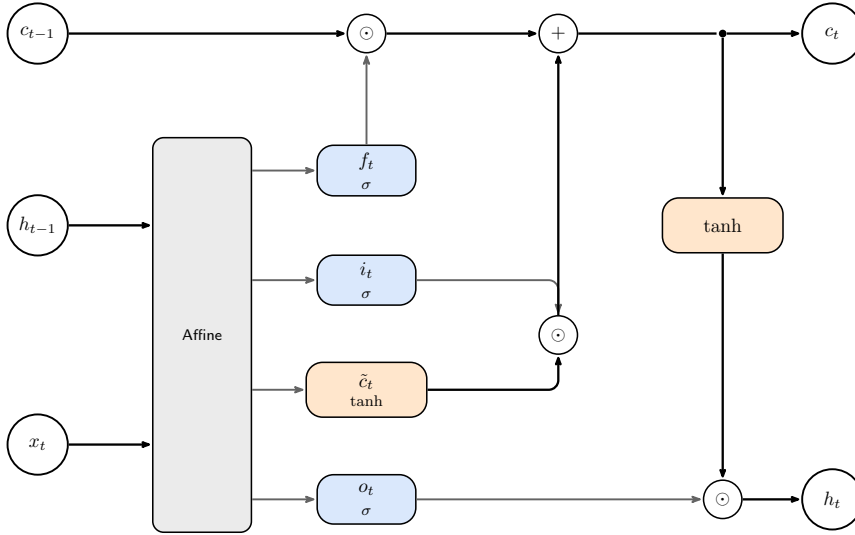 c_{t−1}
⊙
+
c_t
f_t
σ
h_{t−1}
tanh
i_t
σ
Affine
⊙
c̃_t
tanh
x_t
o_t
σ
⊙
h_t